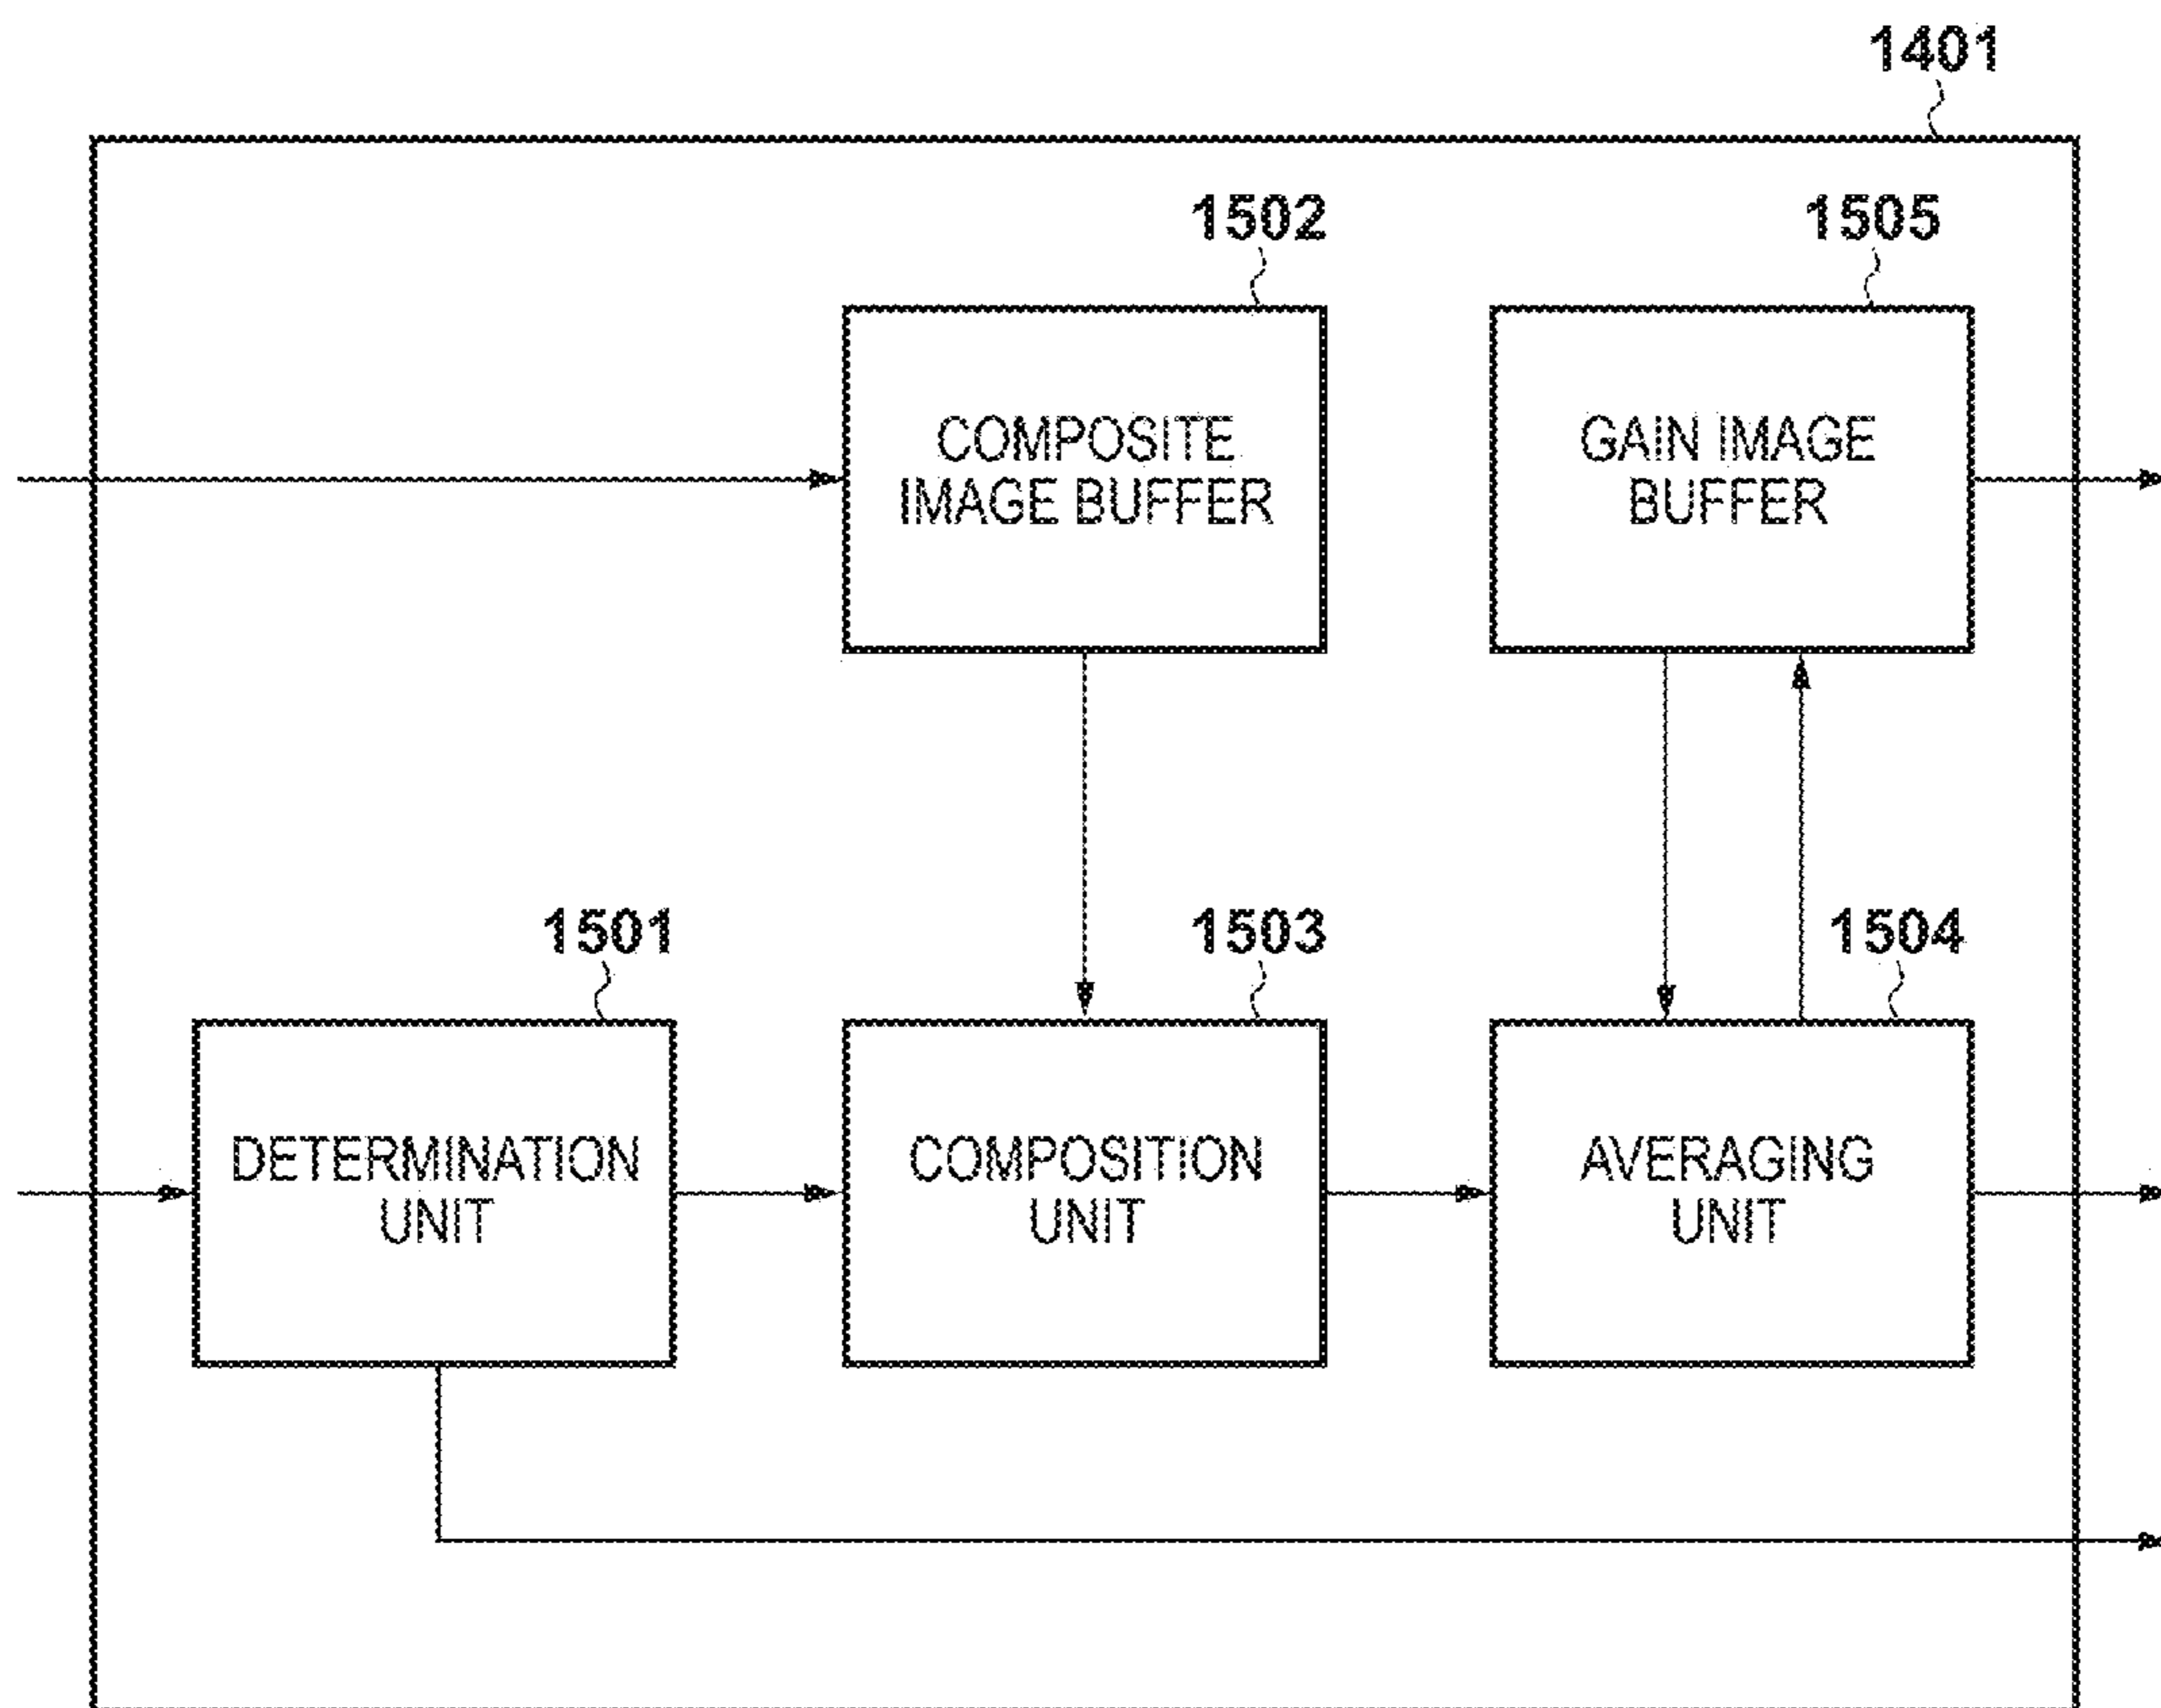 1401
1502
1505
COMPOSITE
IMAGE BUFFER
GAIN IMAGE
BUFFER
1501
1503
1504
DETERMINATION
UNIT
COMPOSITION
UNIT
AVERAGING
UNIT